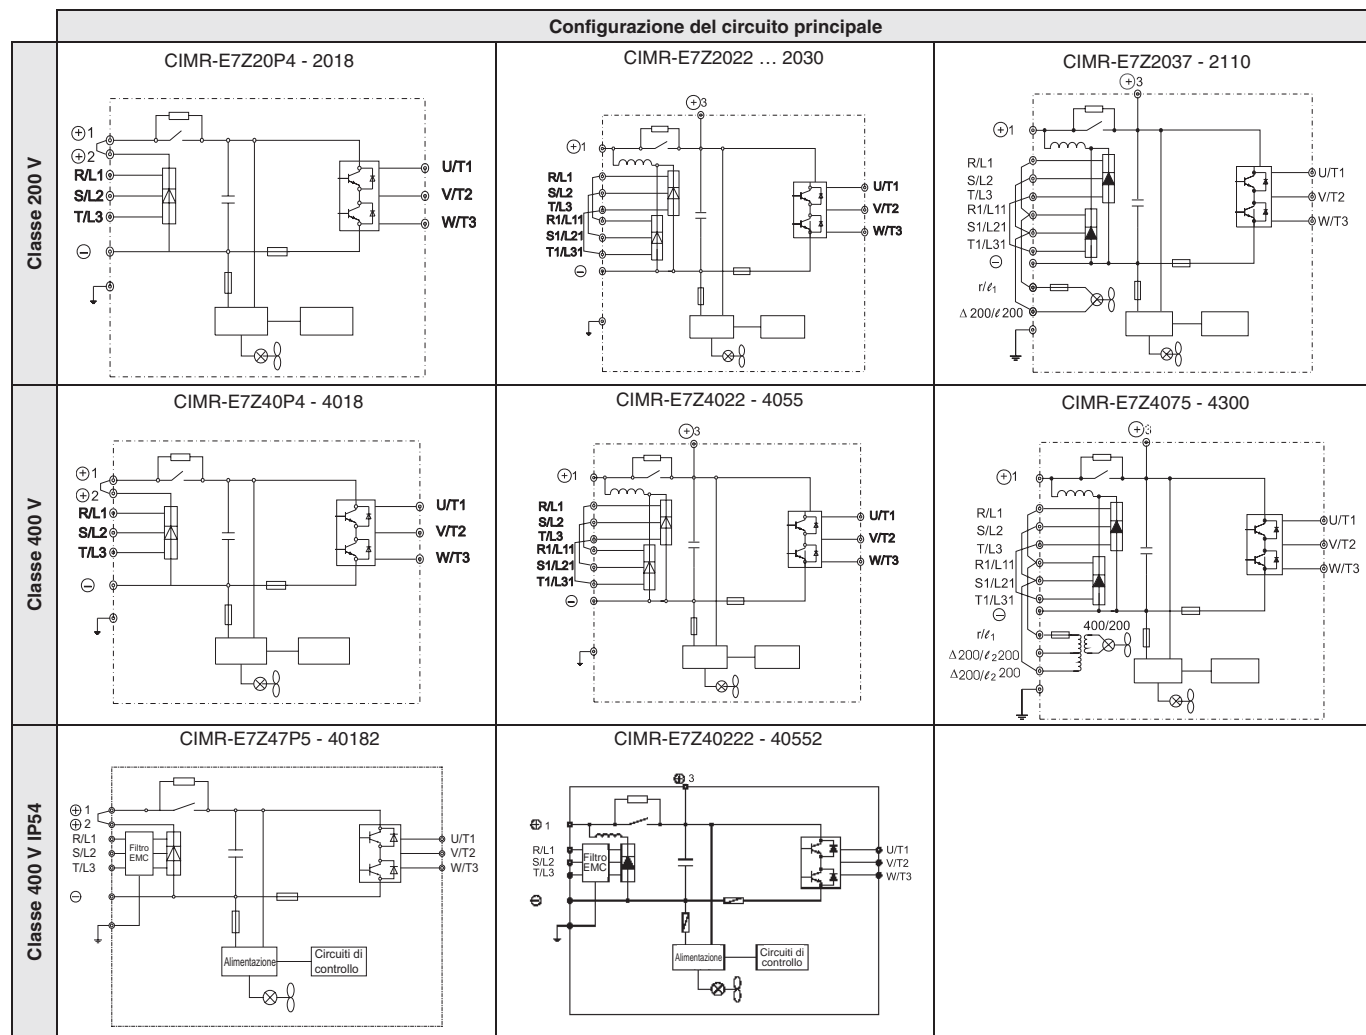 Configurazione del circuito principale
Classe 200 V
CIMR-E7Z20P4 - 2018
⊕1
⊕2
R/L1
S/L2
T/L3
⊖
U/T1
V/T2
W/T3
CIMR-E7Z2022 … 2030
⊕3
⊕1
R/L1
S/L2
T/L3
R1/L11
S1/L21
T1/L31
⊖
U/T1
V/T2
W/T3
CIMR-E7Z2037 - 2110
⊕3
⊕1
R/L1
S/L2
T/L3
R1/L11
S1/L21
T1/L31
⊖
r/ℓ1
Δ200/ℓ200
U/T1
V/T2
W/T3
Classe 400 V
CIMR-E7Z40P4 - 4018
⊕1
⊕2
R/L1
S/L2
T/L3
⊖
U/T1
V/T2
W/T3
CIMR-E7Z4022 - 4055
⊕3
⊕1
R/L1
S/L2
T/L3
R1/L11
S1/L21
T1/L31
⊖
U/T1
V/T2
W/T3
CIMR-E7Z4075 - 4300
⊕3
⊕1
R/L1
S/L2
T/L3
R1/L11
S1/L21
T1/L31
⊖
r/ℓ1
400/200
Δ200/ℓ2200
Δ200/ℓ2 200
U/T1
V/T2
W/T3
Classe 400 V IP54
CIMR-E7Z47P5 - 40182
⊕ 1
⊕ 2
R/L1
S/L2
T/L3
Filtro
EMC
⊖
U/T1
V/T2
W/T3
Alimentazione
Circuiti di
controllo
CIMR-E7Z40222 - 40552
⊕ 3
⊕ 1
R/L1
S/L2
T/L3
Filtro
EMC
⊖
U/T1
V/T2
W/T3
Alimentazione
Circuiti di
controllo